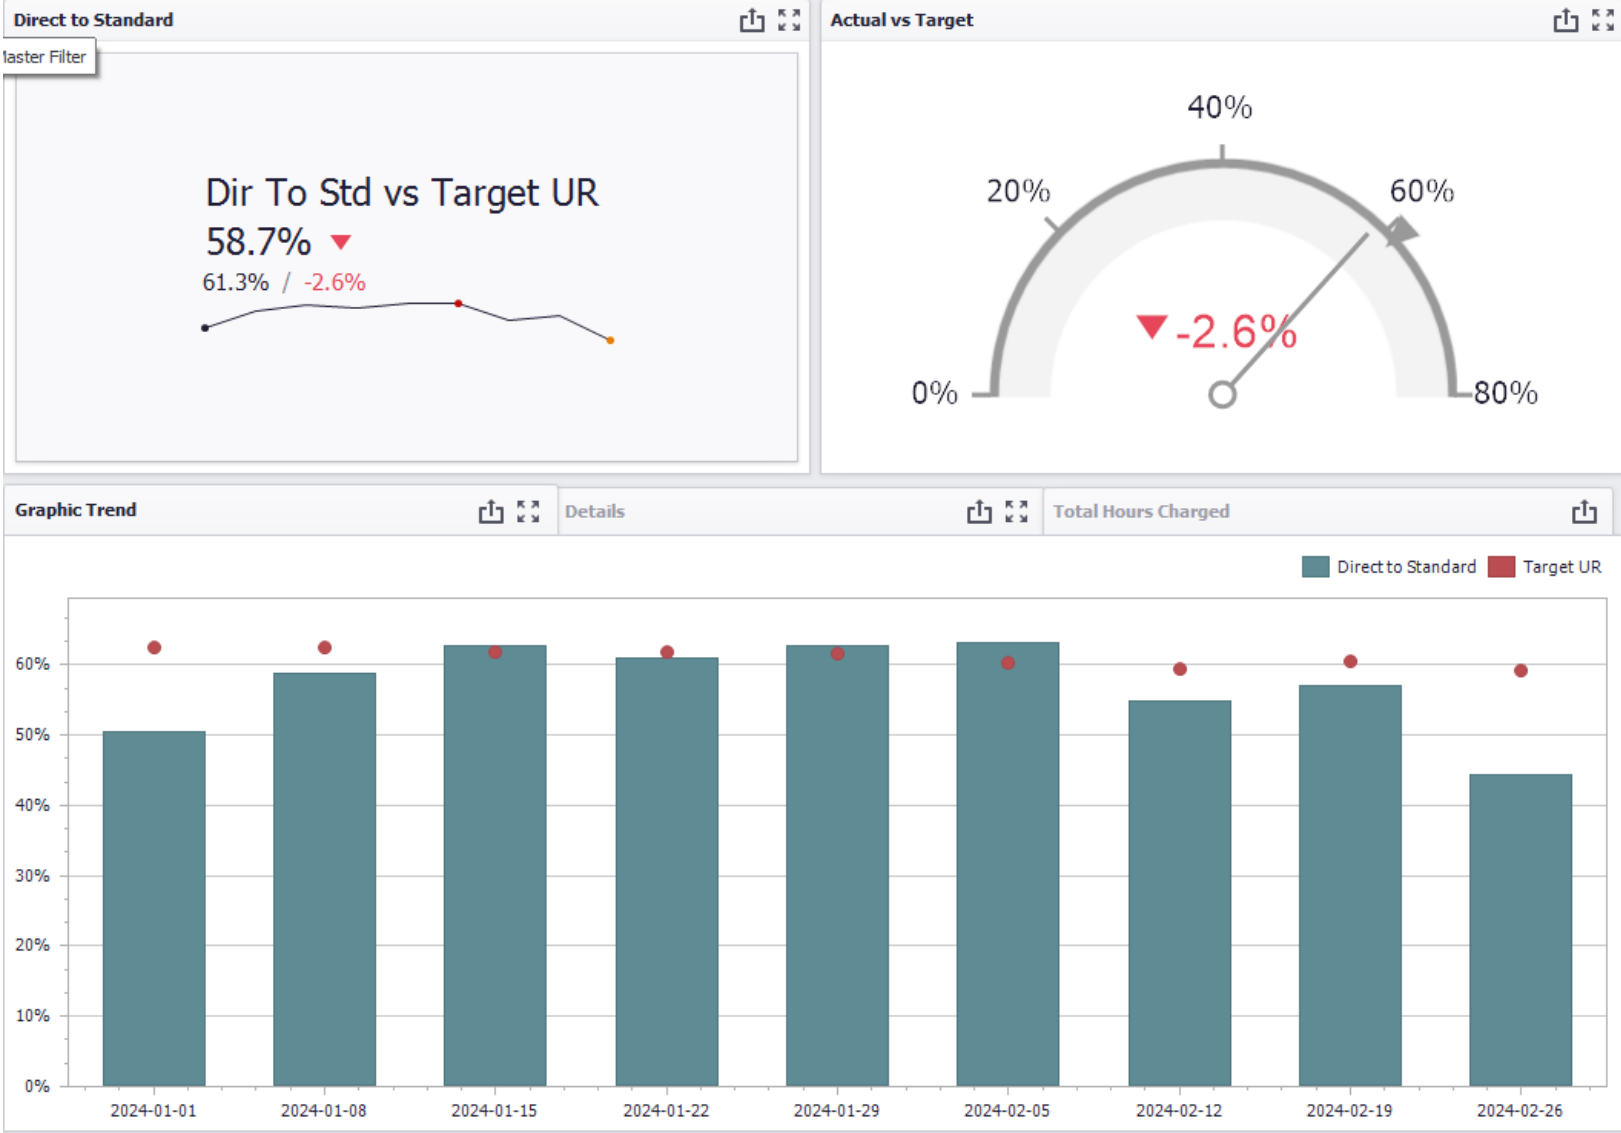 Direct to Standard
Master Filter
Dir To Std vs Target UR
58.7%
61.3% / -2.6%
Actual vs Target
40%
20%
60%
-2.6%
0%
80%
Graphic Trend
Details
Total Hours Charged
Direct to Standard
Target UR
60%
50%
40%
30%
20%
10%
0%
2024-01-01
2024-01-08
2024-01-15
2024-01-22
2024-01-29
2024-02-05
2024-02-12
2024-02-19
2024-02-26